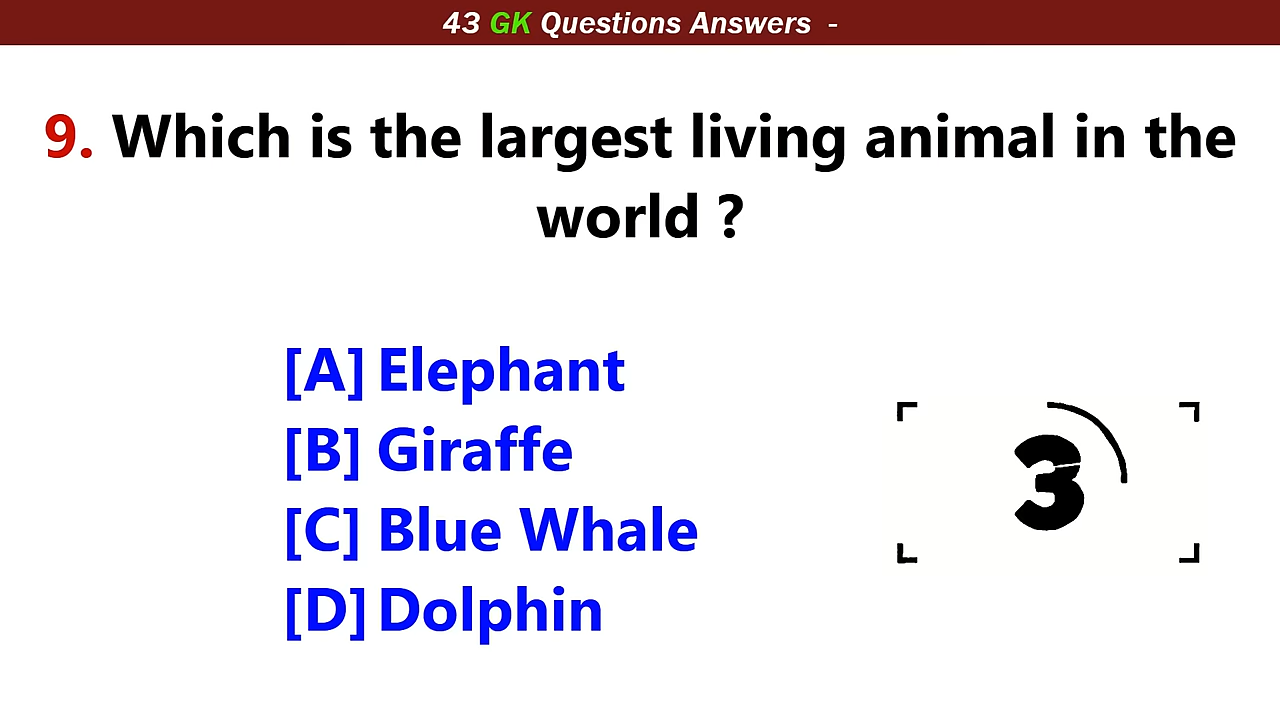 43 GK Questions Answers -
9. Which is the largest living animal in the
world ?
[A] Elephant
[B] Giraffe
[C] Blue Whale
[D] Dolphin
3